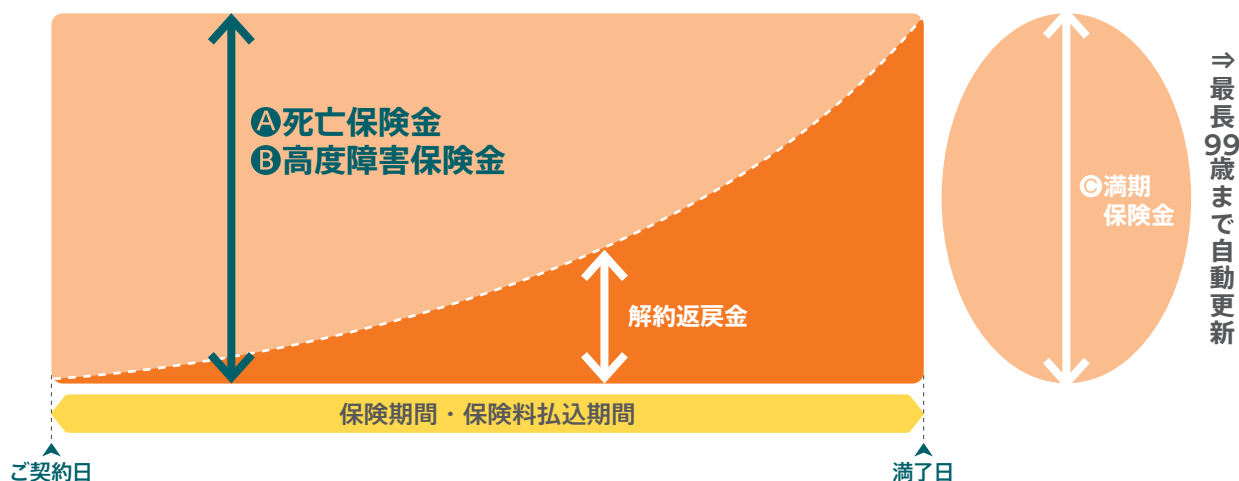 Ⓐ死亡保険金
Ⓑ高度障害保険金
解約返戻金
Ⓒ満期
保険金
⇒最長99歳まで自動更新
保険期間・保険料払込期間
ご契約日
満了日